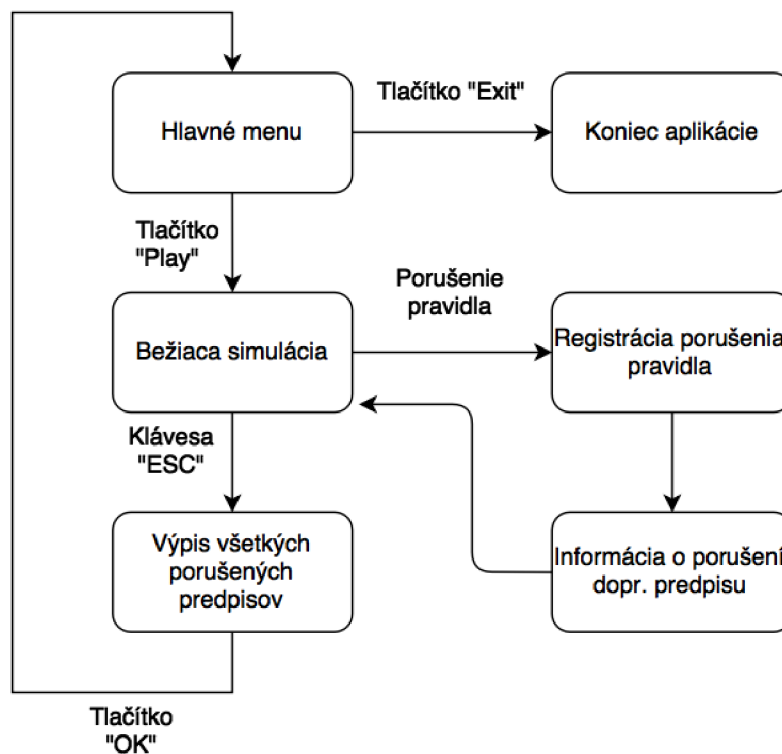 Tlačítko "Exit"
Hlavné menu
Koniec aplikácie
Tlačítko
"Play"
Porušenie
pravidla
Bežiaca simulácia
Registrácia porušenia
pravidla
Klávesa
"ESC"
Výpis všetkých
porušených
predpisov
Informácia o porušení
dopr. predpisu
Tlačítko
"OK"